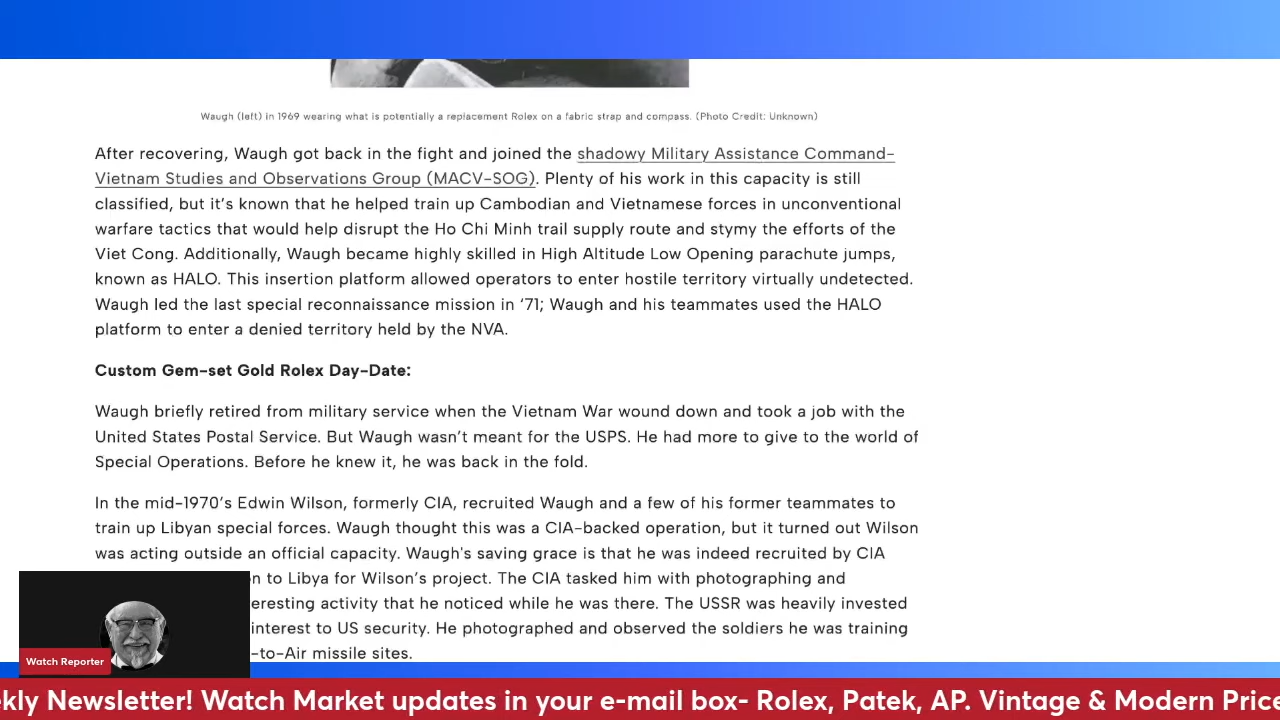 Waugh (left) in 1969 wearing what is potentially a replacement Rolex on a fabric strap and compass. (Photo Credit: Unknown)
After recovering, Waugh got back in the fight and joined the shadowy Military Assistance Command-
Vietnam Studies and Observations Group (MACV-SOG). Plenty of his work in this capacity is still
classified, but it's known that he helped train up Cambodian and Vietnamese forces in unconventional
warfare tactics that would help disrupt the Ho Chi Minh trail supply route and stymy the efforts of the
Viet Cong. Additionally, Waugh became highly skilled in High Altitude Low Opening parachute jumps,
known as HALO. This insertion platform allowed operators to enter hostile territory virtually undetected.
Waugh led the last special reconnaissance mission in ‘71; Waugh and his teammates used the HALO
platform to enter a denied territory held by the NVA.
Custom Gem-set Gold Rolex Day-Date:
Waugh briefly retired from military service when the Vietnam War wound down and took a job with the
United States Postal Service. But Waugh wasn’t meant for the USPS. He had more to give to the world of
Special Operations. Before he knew it, he was back in the fold.
In the mid-1970’s Edwin Wilson, formerly CIA, recruited Waugh and a few of his former teammates to
train up Libyan special forces. Waugh thought this was a CIA-backed operation, but it turned out Wilson
was acting outside an official capacity. Waugh's saving grace is that he was indeed recruited by CIA
to Libya for Wilson’s project. The CIA tasked him with photographing and
activity that he noticed while he was there. The USSR was heavily invested
interest to US security. He photographed and observed the soldiers he was training
-to-Air missile sites.
Watch Reporter
Newsletter! Watch Market updates in your e-mail box- Rolex, Patek, AP. Vintage & Modern Price